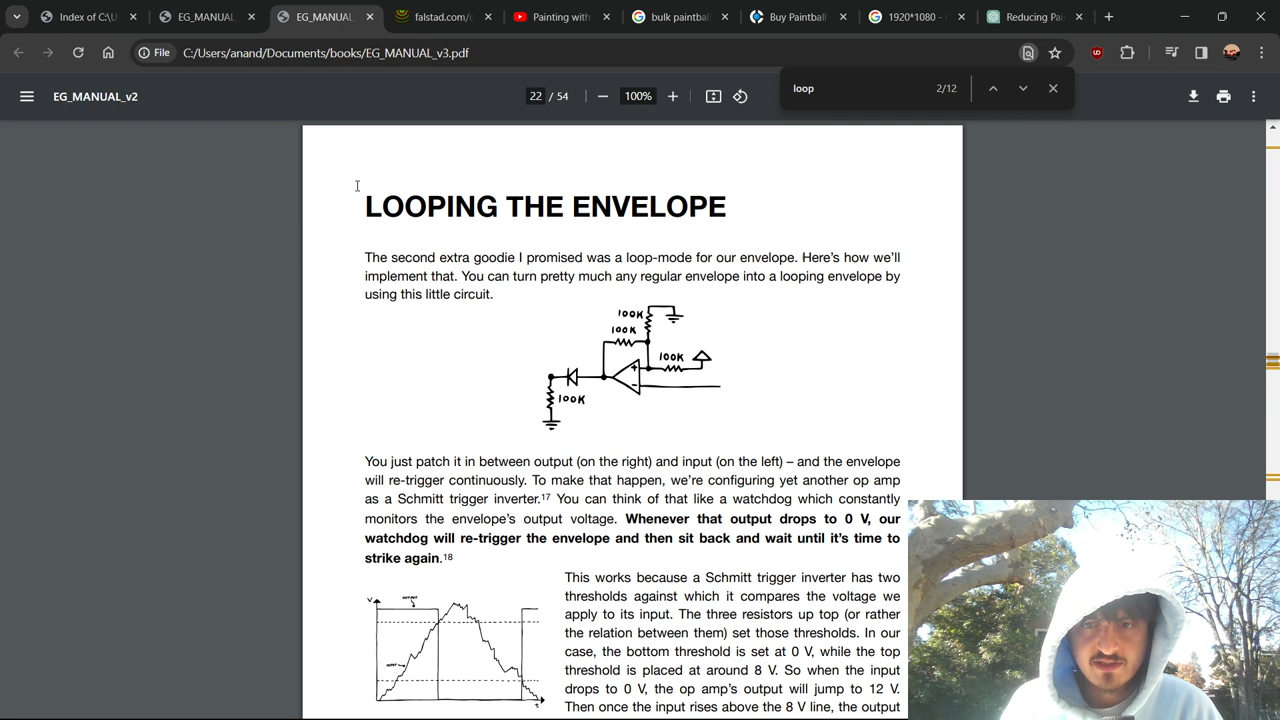 Index of C:\U
EG_MANUAL
EG_MANUAL
falstad.com/c
Painting with
bulk paintbal
Buy Paintball
1920*1080 -
Reducing Pai
File C:/Users/anand/Documents/books/EG_MANUAL_v3.pdf
EG_MANUAL_v2
22 / 54
100%
loop 2/12
LOOPING THE ENVELOPE
The second extra goodie I promised was a loop-mode for our envelope. Here's how we'll
implement that. You can turn pretty much any regular envelope into a looping envelope by
using this little circuit.
100K
100K
100K
+
-
100K
You just patch it in between output (on the right) and input (on the left) – and the envelope
will re-trigger continuously. To make that happen, we're configuring yet another op amp
as a Schmitt trigger inverter.17 You can think of that like a watchdog which constantly
monitors the envelope's output voltage. Whenever that output drops to 0 V, our
watchdog will re-trigger the envelope and then sit back and wait until it's time to
strike again.18
This works because a Schmitt trigger inverter has two
thresholds against which it compares the voltage we
apply to its input. The three resistors up top (or rather
the relation between them) set those thresholds. In our
case, the bottom threshold is set at 0 V, while the top
threshold is placed at around 8 V. So when the input
drops to 0 V, the op amp's output will jump to 12 V.
Then once the input rises above the 8 V line, the output
V
OUTPUT
t